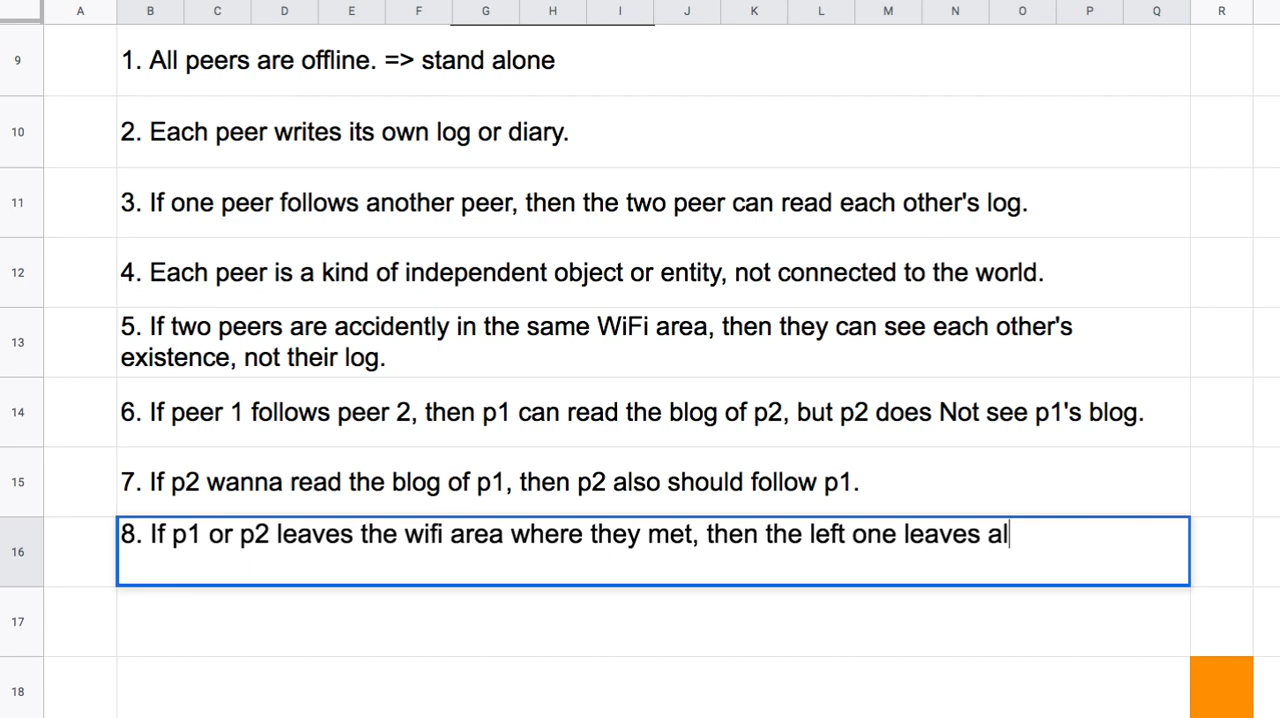 A B C D E F G H I J K L M N O P Q R
9 1. All peers are offline. => stand alone
10 2. Each peer writes its own log or diary.
11 3. If one peer follows another peer, then the two peer can read each other's log.
12 4. Each peer is a kind of independent object or entity, not connected to the world.
13 5. If two peers are accidently in the same WiFi area, then they can see each other's
existence, not their log.
14 6. If peer 1 follows peer 2, then p1 can read the blog of p2, but p2 does Not see p1's blog.
15 7. If p2 wanna read the blog of p1, then p2 also should follow p1.
16 8. If p1 or p2 leaves the wifi area where they met, then the left one leaves al
17
18